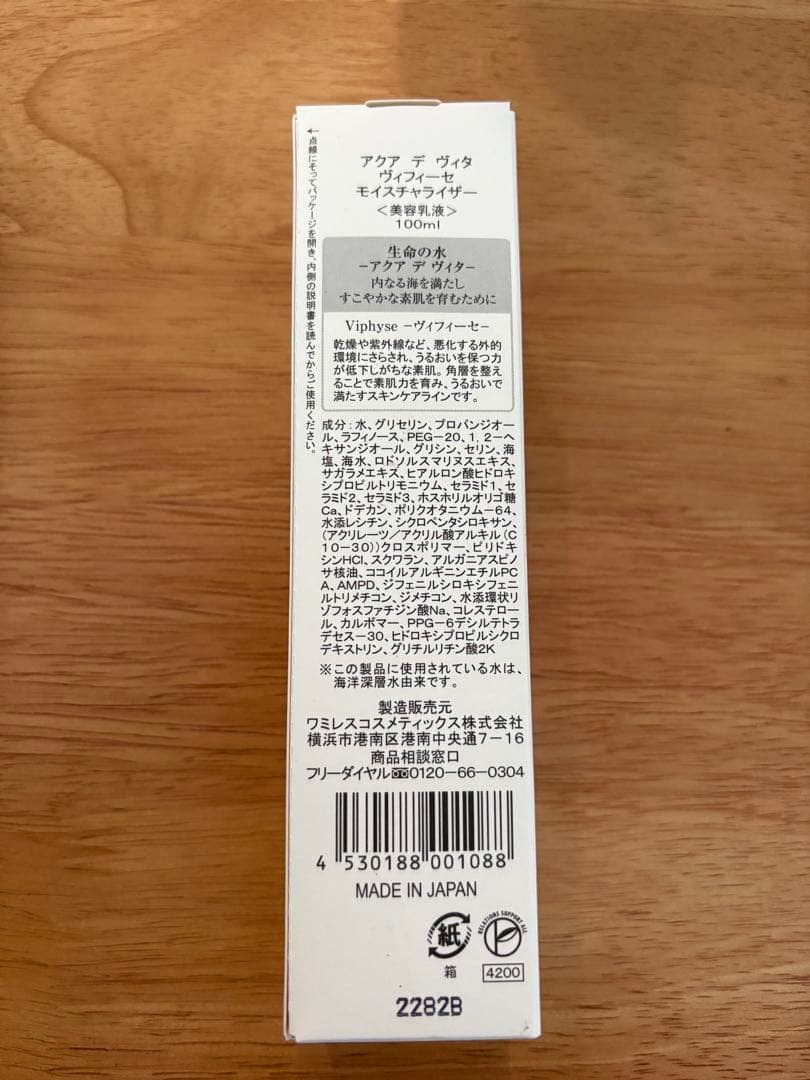 ←点線にそってパッケージを開き、内側の説明書を読んでからご使用ください。
アクア デ ヴィタ
ヴィフィーセ
モイスチャライザー
<美容乳液>
100ml
生命の水
−アクア デ ヴィタ−
内なる海を満たし
すこやかな素肌を育むために
Viphyse −ヴィフィーセ−
乾燥や紫外線など、悪化する外的
環境にさらされ、うるおいを保つ力
が低下しがちな素肌。角層を整え
ることで素肌力を育み、うるおいで
満たすスキンケアラインです。
成分:水、グリセリン、プロパンジオー
ル、ラフィノース、PEG−20、1,2−ヘ
キサンジオール、グリシン、セリン、海
塩、海水、ロドソルスマリヌスエキス、
サガラメエキス、ヒアルロン酸ヒドロキ
シプロピルトリモニウム、セラミド1、セ
ラミド2、セラミド3、ホスホリルオリゴ糖
Ca、ドデカン、ポリクオタニウム−64、
水添レシチン、シクロペンタシロキサン、
(アクリレーツ/アクリル酸アルキル(C
10−30))クロスポリマー、ピリドキ
シンHCl、スクワラン、アルガニアスピノ
サ核油、ココイルアルギニンエチルPC
A、AMPD、ジフェニルシロキシフェニ
ルトリメチコン、ジメチコン、水添環状リ
ゾフォスファチジン酸Na、コレステロー
ル、カルボマー、PPG−6デシルテトラ
デセス−30、ヒドロキシプロピルシクロ
デキストリン、グリチルリチン酸2K
※この製品に使用されている水は、
海洋深層水由来です。
製造販売元
ワミレスコスメティックス株式会社
横浜市港南区港南中央通7−16
商品相談窓口
フリーダイヤル0120−66−0304
4 530188 001088
MADE IN JAPAN
紙
箱
RELATIONS SUPPORT ALL
4200
2282B